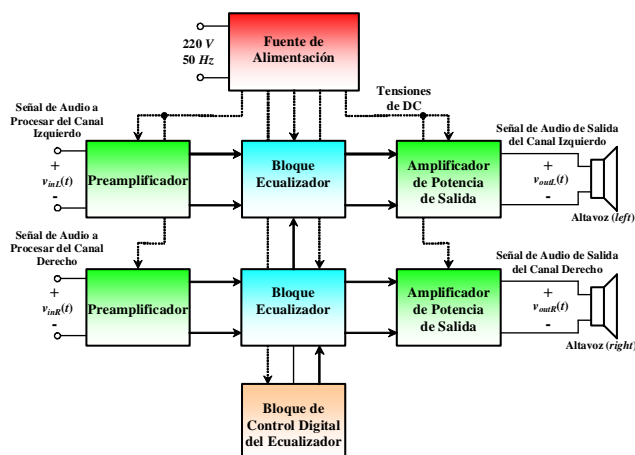 Fuente de
Alimentación
220 V
50 Hz
Tensiones
de DC
Señal de Audio a
Procesar del Canal
Izquierdo
+
vinL(t)
-
Preamplificador
Bloque
Ecualizador
Amplificador
de Potencia
de Salida
Señal de Audio de Salida
del Canal Izquierdo
+
voutL(t)
-
Altavoz (left)
Señal de Audio a
Procesar del Canal
Derecho
+
vinR(t)
-
Preamplificador
Bloque
Ecualizador
Amplificador
de Potencia
de Salida
Señal de Audio de Salida
del Canal Derecho
+
voutR(t)
-
Altavoz (right)
Bloque de
Control Digital
del Ecualizador